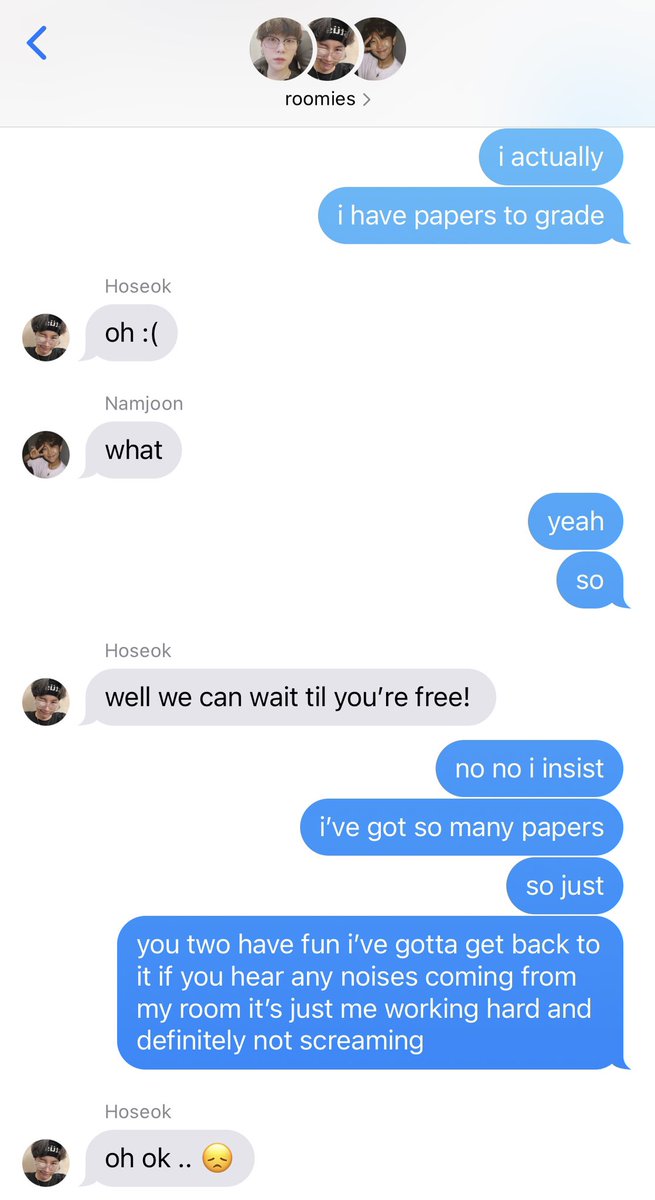 roomies
i actually
i have papers to grade
Hoseok
oh :(
Namjoon
what
yeah
so
Hoseok
well we can wait til you’re free!
no no i insist
i’ve got so many papers
so just
you two have fun i’ve gotta get back to
it if you hear any noises coming from
my room it’s just me working hard and
definitely not screaming
Hoseok
oh ok .. 😞